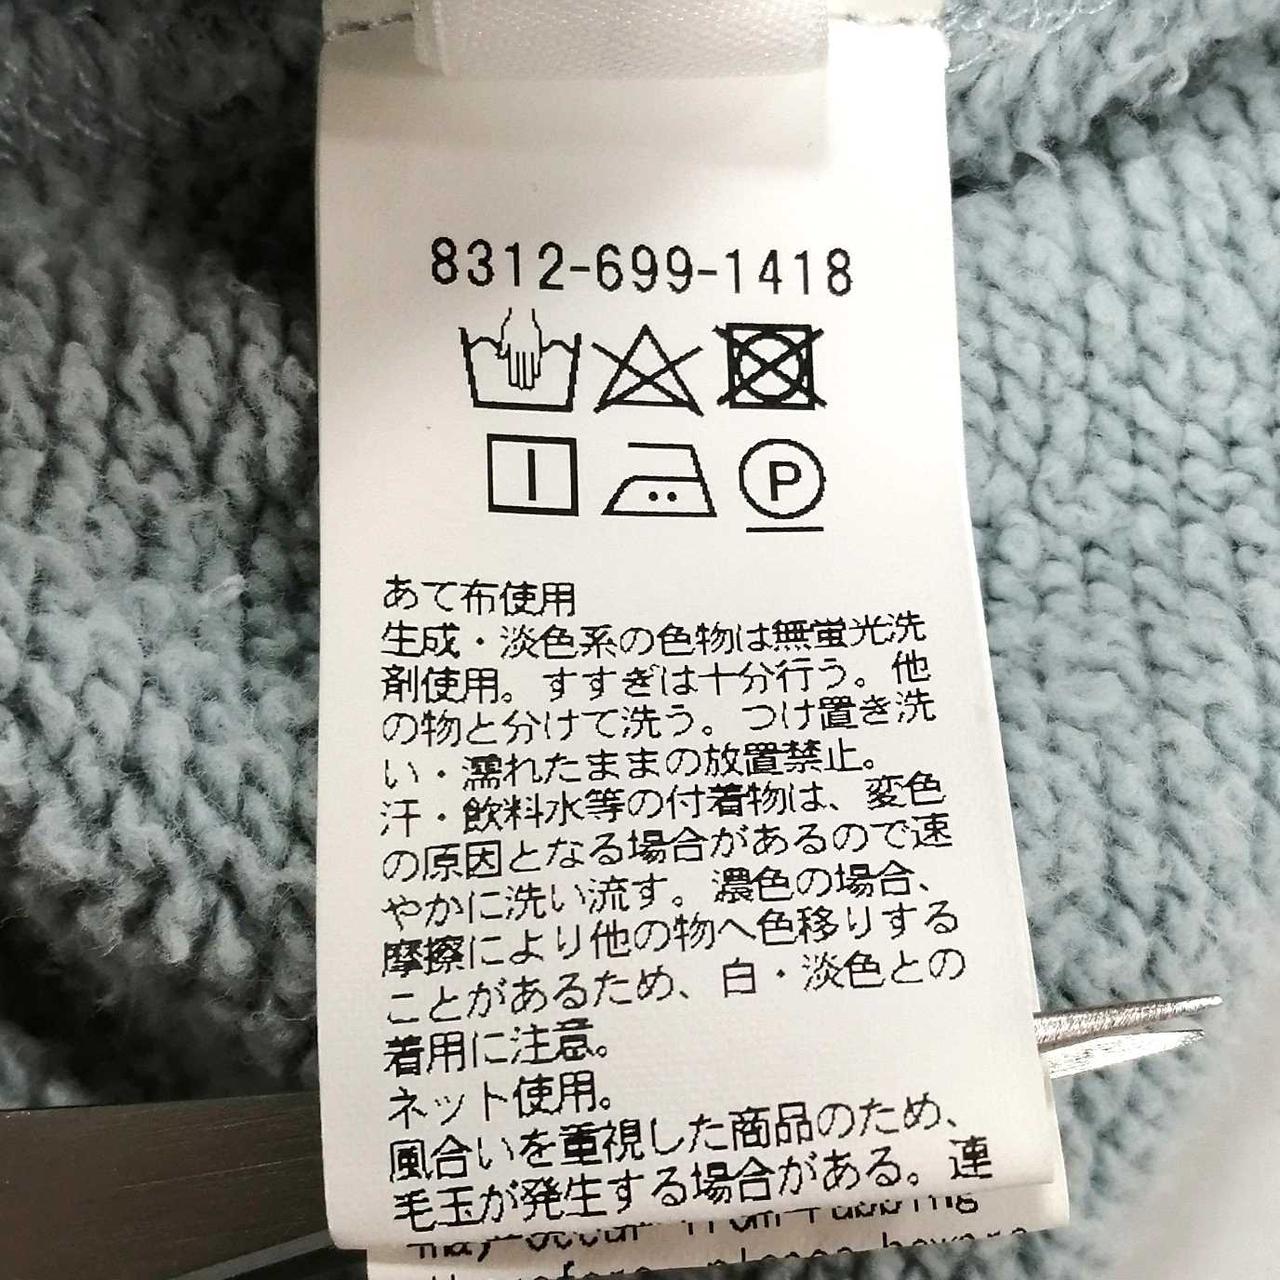 8312-699-1418
P
あて布使用
生成・淡色系の色物は無蛍光洗
剤使用。すすぎは十分行う。他
の物と分けて洗う。つけ置き洗
い・濡れたままの放置禁止。
汗・飲料水等の付着物は、変色
の原因となる場合があるので速
やかに洗い流す。濃色の場合、
摩擦により他の物へ色移りする
ことがあるため、白・淡色との
着用に注意。
ネット使用。
風合いを重視した商品のため、
毛玉が発生する場合がある。連
may occur from rubbing